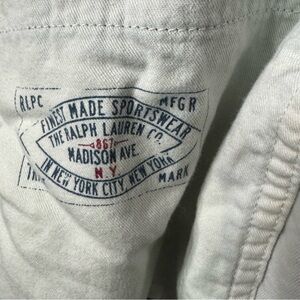 RLPC MFGR
FINEST MADE SPORTSWEAR
THE RALPH LAUREN CO.
867
MADISON AVE.
N.Y
IN NEW YORK CITY NEW YORK
MARK